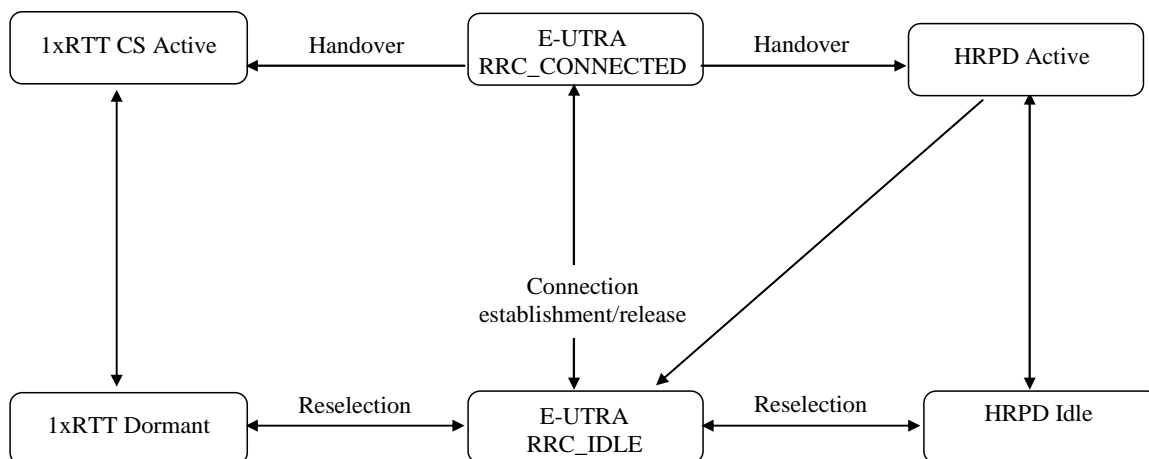 1xRTT CS Active
Handover
E-UTRA
RRC_CONNECTED
Handover
HRPD Active
Connection
establishment/release
1xRTT Dormant
Reselection
E-UTRA
RRC_IDLE
Reselection
HRPD Idle